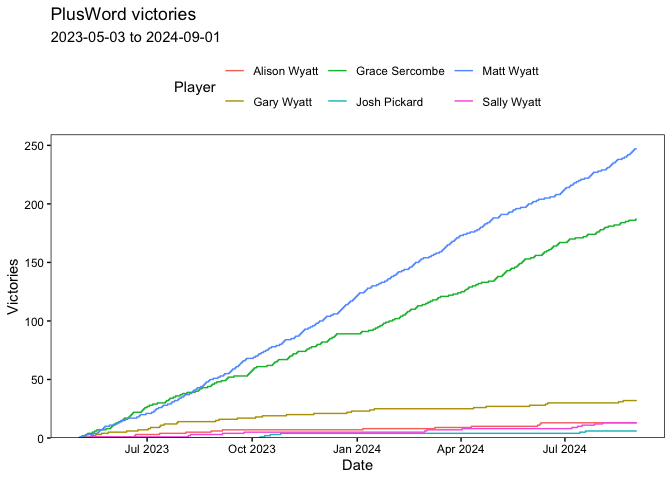 PlusWord victories
2023-05-03 to 2024-09-01
Player
Alison Wyatt Grace Sercombe Matt Wyatt
Gary Wyatt Josh Pickard Sally Wyatt
250
200
150
100
50
0
Victories
Jul 2023 Oct 2023 Jan 2024 Apr 2024 Jul 2024
Date